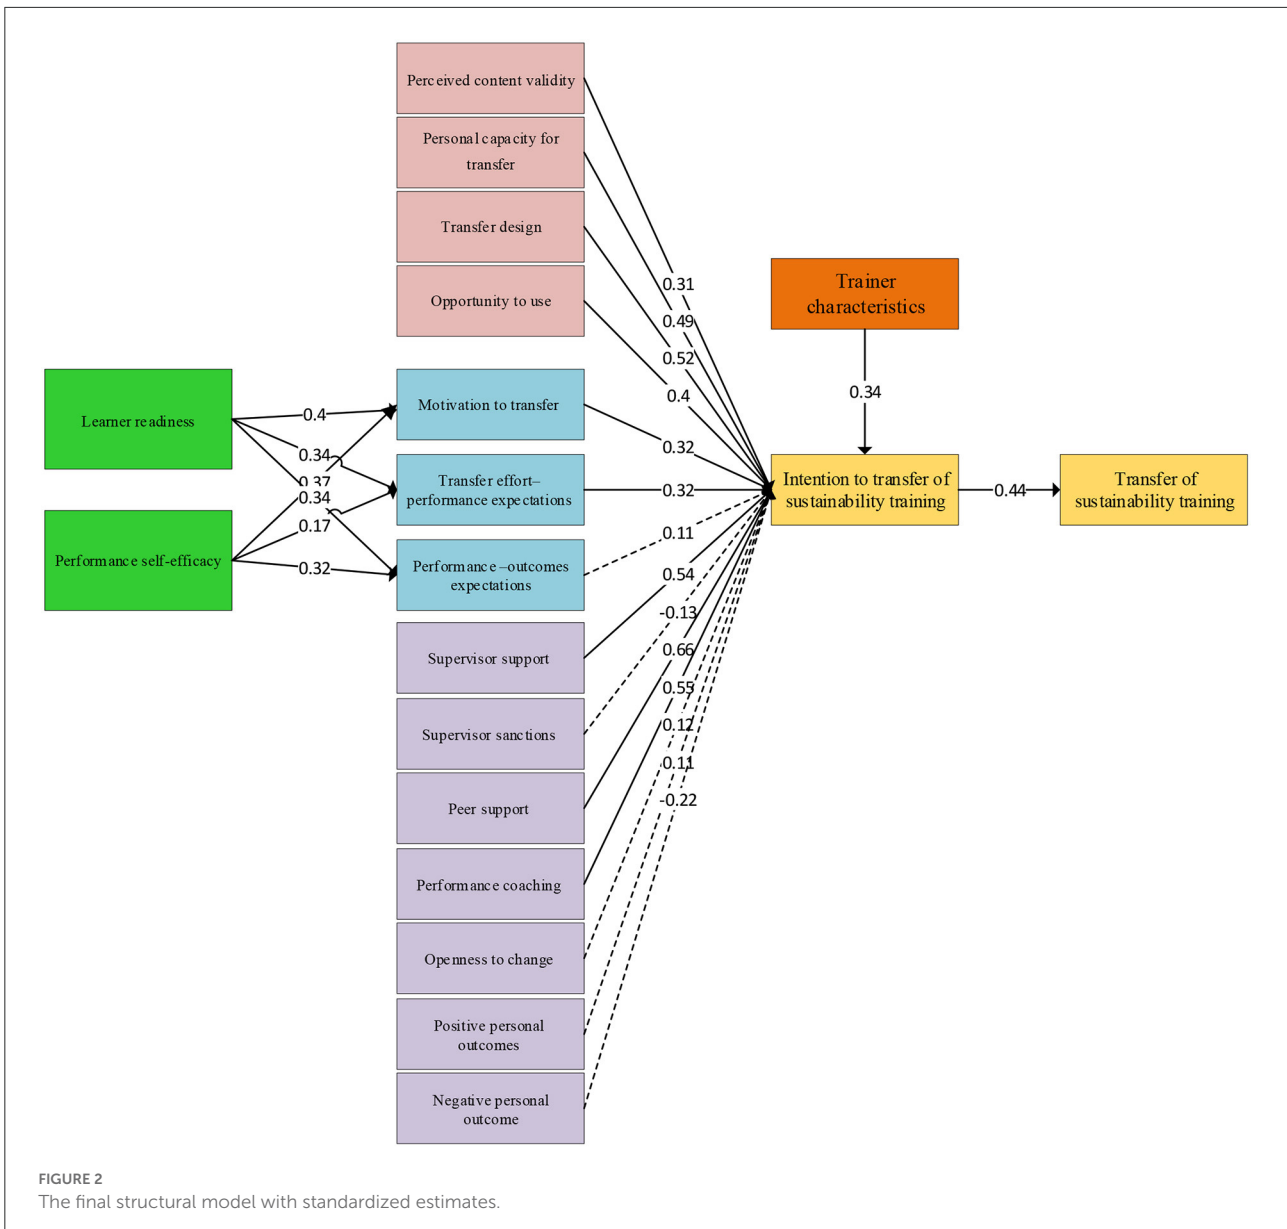 Perceived content validity
Personal capacity for
transfer
Transfer design
Opportunity to use
Learner readiness
Performance self-efficacy
0.4
0.34
0.37
0.34
0.17
0.32
Motivation to transfer
Transfer effort–
performance expectations
Performance –outcomes
expectations
Supervisor support
Supervisor sanctions
Peer support
Performance coaching
Openness to change
Positive personal
outcomes
Negative personal
outcome
0.31
0.49
0.52
0.4
0.32
0.32
0.11
0.54
-0.13
0.66
0.55
0.12
0.11
-0.22
Trainer
characteristics
0.34
Intention to transfer of
sustainability training
0.44
Transfer of
sustainability training
FIGURE 2
The final structural model with standardized estimates.